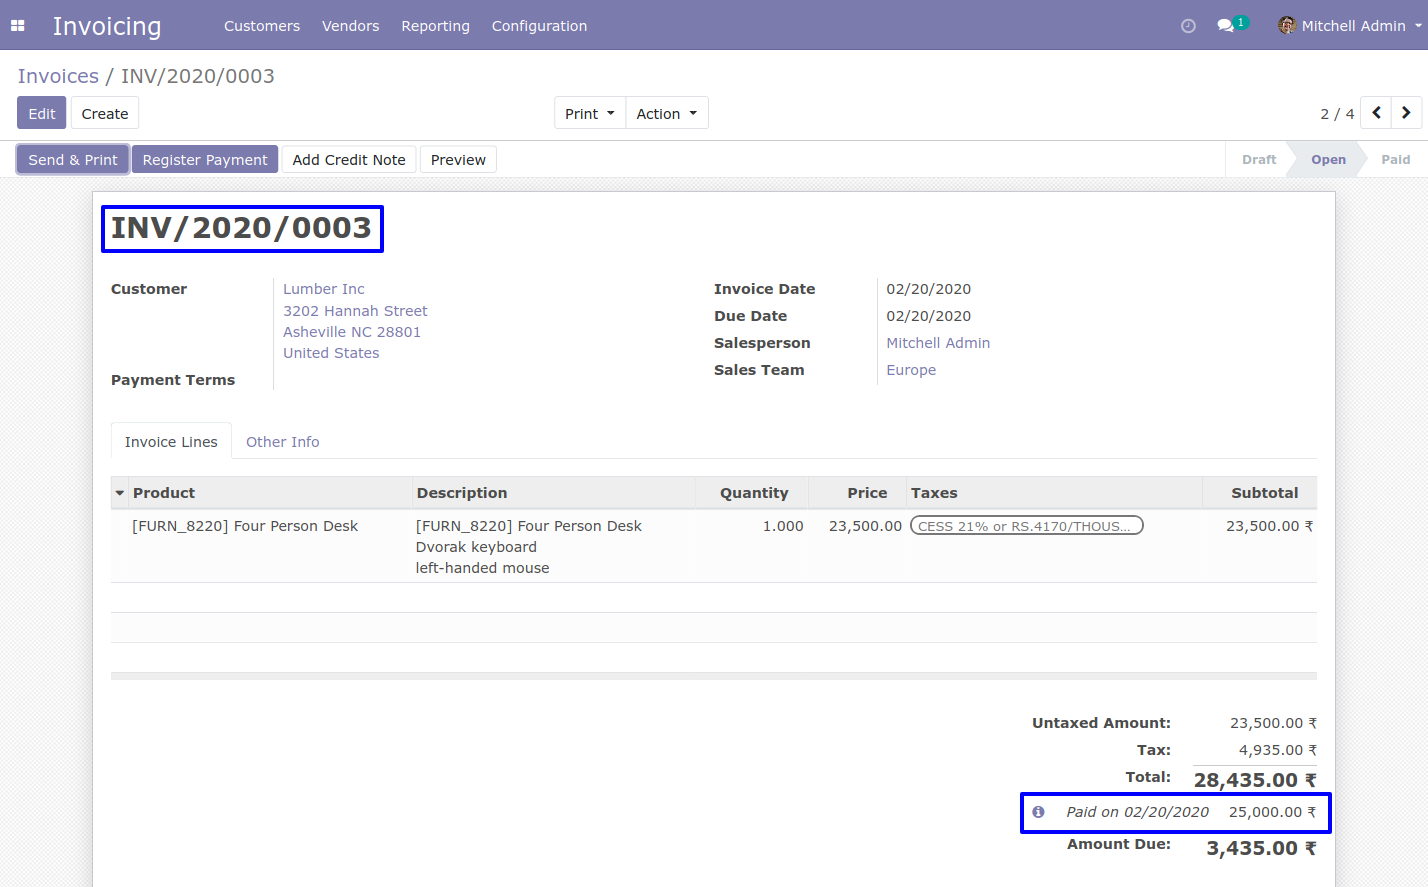 Invoicing Customers Vendors Reporting Configuration 1 Mitchell Admin
Invoices / INV/2020/0003
Edit Create Print Action 2 / 4
Send & Print Register Payment Add Credit Note Preview Draft Open Paid
INV/2020/0003
Customer Lumber Inc
3202 Hannah Street
Asheville NC 28801
United States
Payment Terms
Invoice Date 02/20/2020
Due Date 02/20/2020
Salesperson Mitchell Admin
Sales Team Europe
Invoice Lines Other Info
Product Description Quantity Price Taxes Subtotal
[FURN_8220] Four Person Desk [FURN_8220] Four Person Desk 1.000 23,500.00 CESS 21% or RS.4170/THOUS... 23,500.00 ₹
Dvorak keyboard
left-handed mouse
Untaxed Amount: 23,500.00 ₹
Tax: 4,935.00 ₹
Total: 28,435.00 ₹
Paid on 02/20/2020 25,000.00 ₹
Amount Due: 3,435.00 ₹